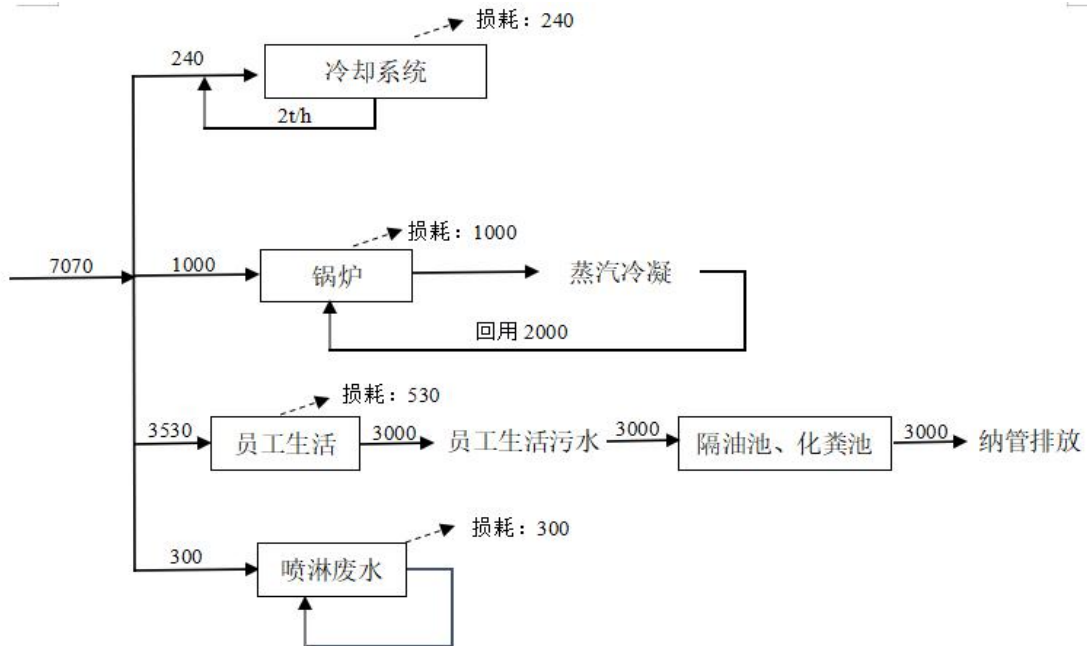 损耗：240
240
冷却系统
2t/h
损耗：1000
7070
1000
锅炉
蒸汽冷凝
回用 2000
损耗：530
3530
员工生活
3000
员工生活污水
3000
隔油池、化粪池
3000
纳管排放
损耗：300
300
喷淋废水